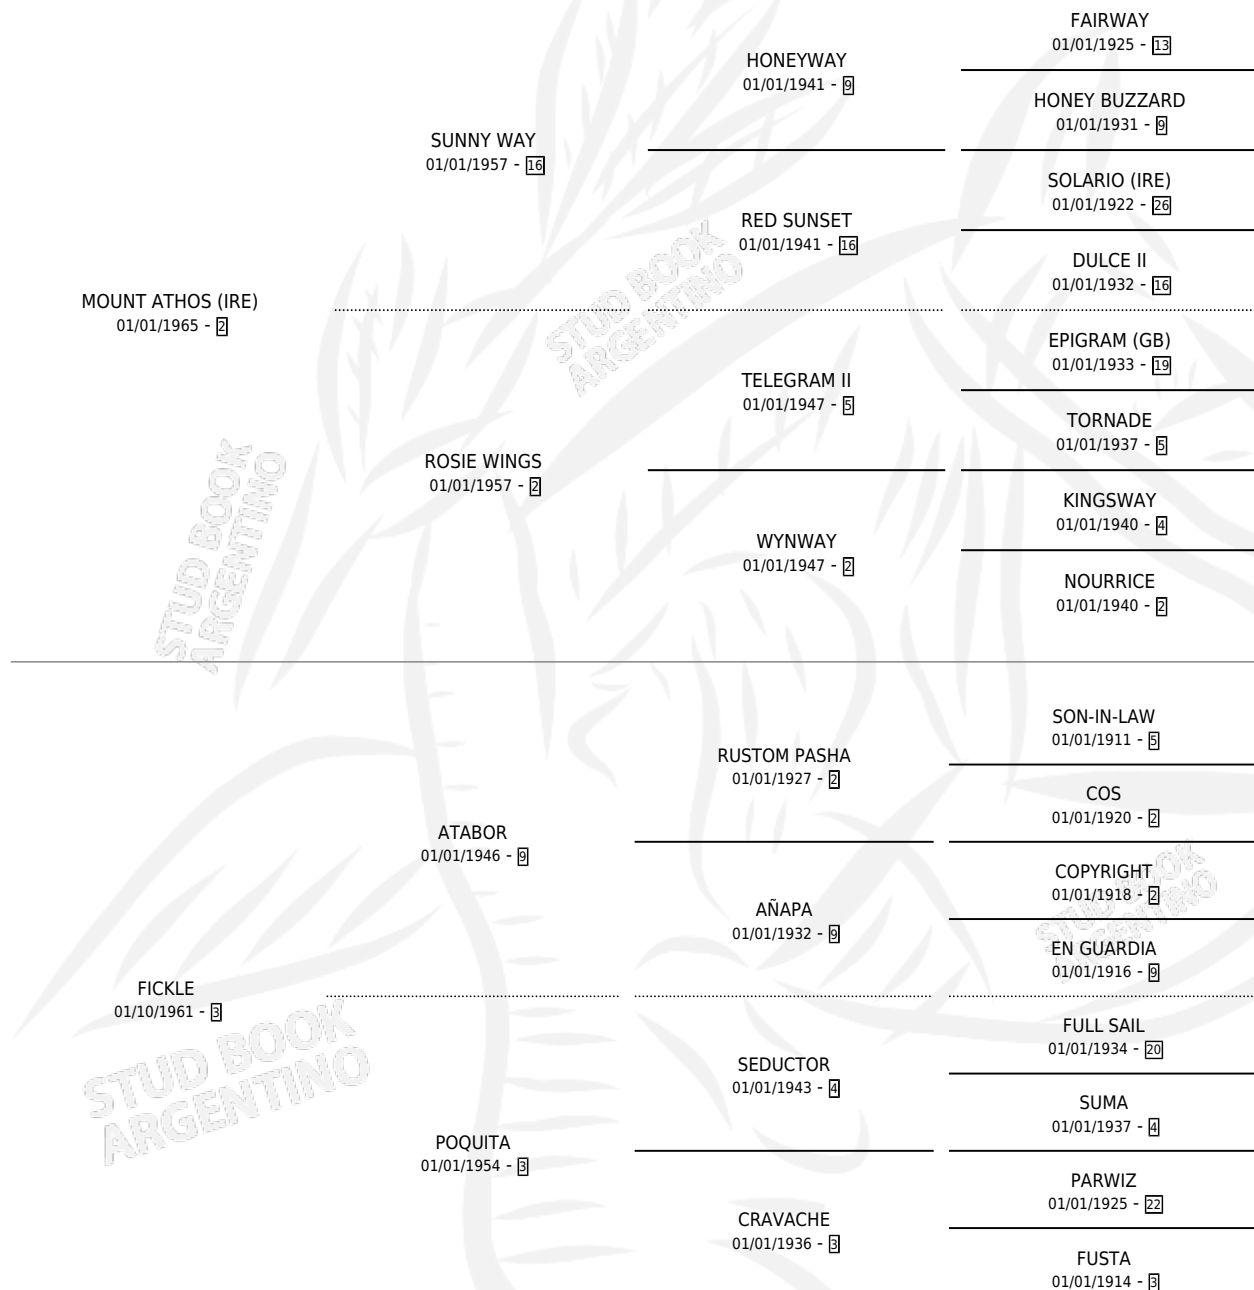 FAIRWAY
01/01/1925 - 13
HONEYWAY
01/01/1941 - 9
HONEY BUZZARD
01/01/1931 - 9
SUNNY WAY
01/01/1957 - 16
SOLARIO (IRE)
01/01/1922 - 26
RED SUNSET
01/01/1941 - 16
DULCE II
01/01/1932 - 16
MOUNT ATHOS (IRE)
01/01/1965 - 2
EPIGRAM (GB)
01/01/1933 - 19
TELEGRAM II
01/01/1947 - 5
TORNADE
01/01/1937 - 5
ROSIE WINGS
01/01/1957 - 2
KINGSWAY
01/01/1940 - 4
WYNWAY
01/01/1947 - 2
NOURRICE
01/01/1940 - 2
SON-IN-LAW
01/01/1911 - 5
RUSTOM PASHA
01/01/1927 - 2
COS
01/01/1920 - 2
ATABOR
01/01/1946 - 9
COPYRIGHT
01/01/1918 - 2
AÑAPA
01/01/1932 - 9
EN GUARDIA
01/01/1916 - 9
FICKLE
01/10/1961 - 3
FULL SAIL
01/01/1934 - 20
SEDUCTOR
01/01/1943 - 4
SUMA
01/01/1937 - 4
POQUITA
01/01/1954 - 3
PARWIZ
01/01/1925 - 22
CRAVACHE
01/01/1936 - 3
FUSTA
01/01/1914 - 3
STUD BOOK
ARGENTINO
STUD BOOK
ARGENTINO
STUD BOOK
ARGENTINO
STUD BOOK
ARGENTINO